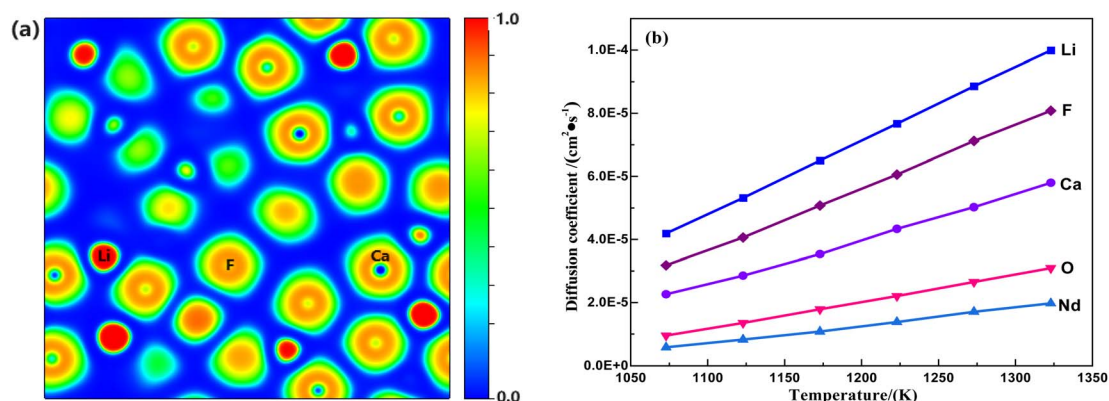 (a)
1.0
0.0
Li
F
Ca
(b)
Diffusion coefficient /(cm²●s⁻¹)
1.0E-4
8.0E-5
6.0E-5
4.0E-5
2.0E-5
0.0E+0
Li
F
Ca
O
Nd
1050 1100 1150 1200 1250 1300 1350
Temperature/(K)